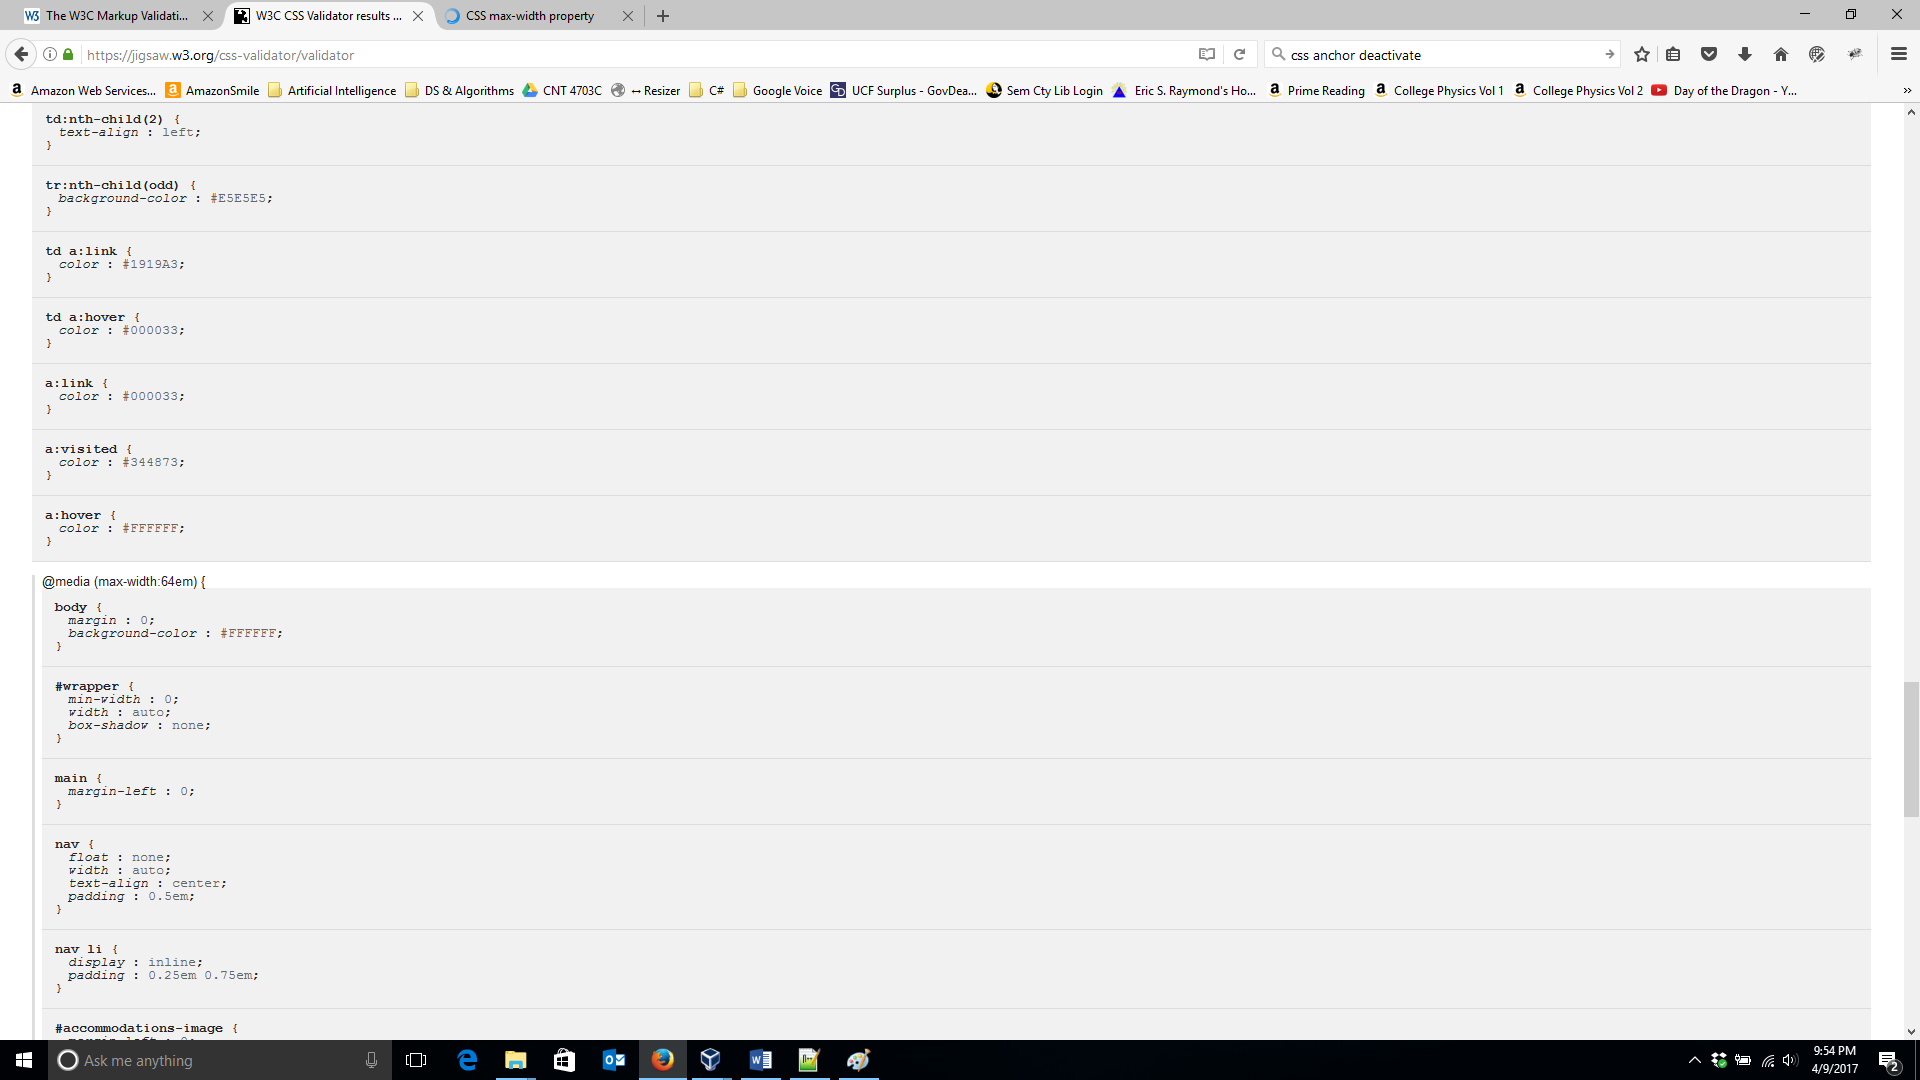 The W3C Markup Validati...
W3C CSS Validator results ...
CSS max-width property
https://jigsaw.w3.org/css-validator/validator
css anchor deactivate
Amazon Web Services...
AmazonSmile
Artificial Intelligence
DS & Algorithms
CNT 4703C
↔ Resizer
C#
Google Voice
UCF Surplus - GovDea...
Sem Cty Lib Login
Eric S. Raymond's Ho...
Prime Reading
College Physics Vol 1
College Physics Vol 2
Day of the Dragon - Y...
td:nth-child(2) {
text-align : left;
}
tr:nth-child(odd) {
background-color : #E5E5E5;
}
td a:link {
color : #1919A3;
}
td a:hover {
color : #000033;
}
a:link {
color : #000033;
}
a:visited {
color : #344873;
}
a:hover {
color : #FFFFFF;
}
@media (max-width:64em) {
body {
margin : 0;
background-color : #FFFFFF;
}
#wrapper {
min-width : 0;
width : auto;
box-shadow : none;
}
main {
margin-left : 0;
}
nav {
float : none;
width : auto;
text-align : center;
padding : 0.5em;
}
nav li {
display : inline;
padding : 0.25em 0.75em;
}
#accommodations-image {
Ask me anything
9:54 PM
4/9/2017
2